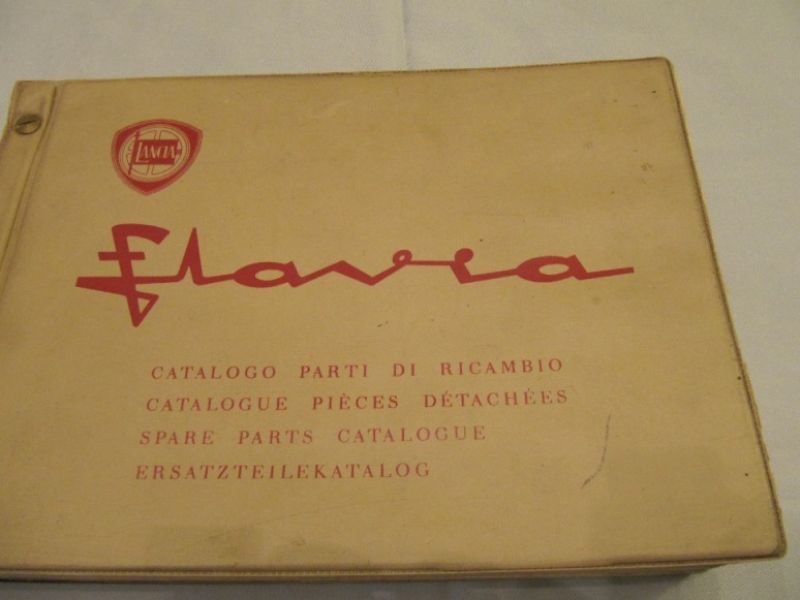 LANCIA
Flavia
CATALOGO PARTI DI RICAMBIO
CATALOGUE PIÈCES DÉTACHÉES
SPARE PARTS CATALOGUE
ERSATZTEILEKATALOG